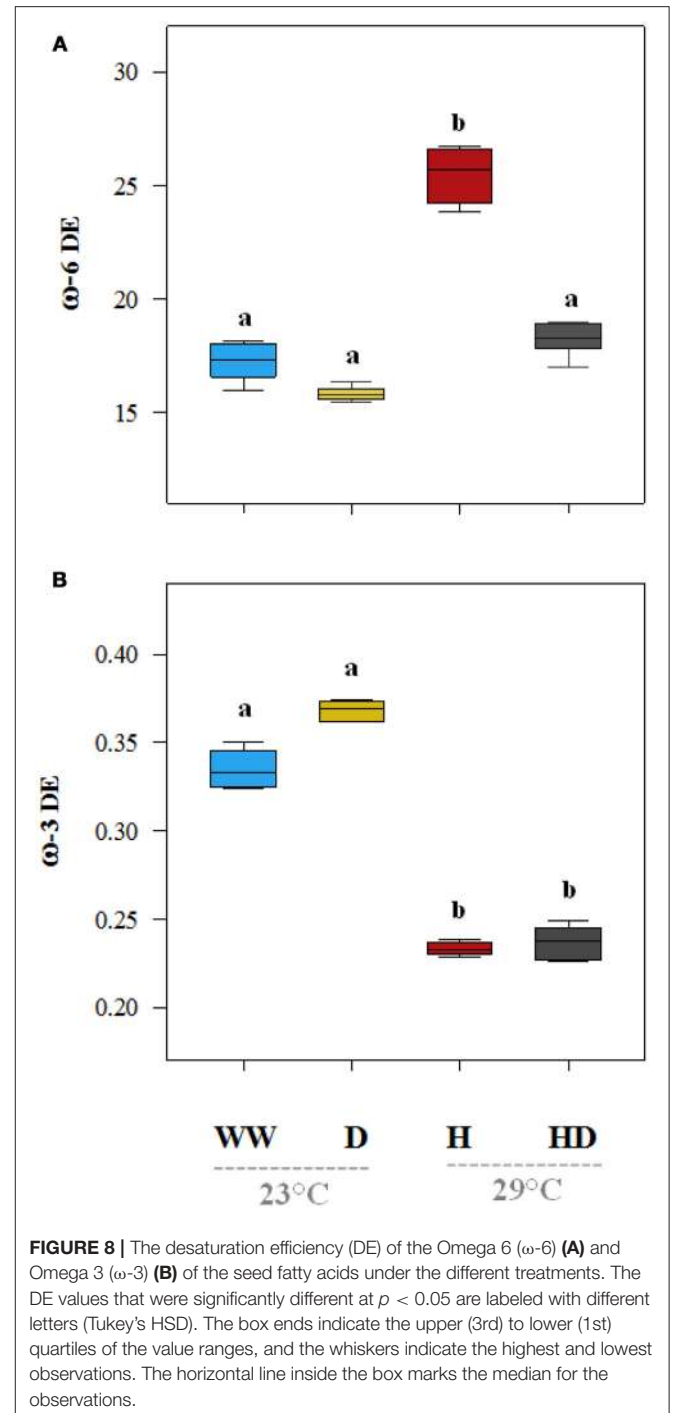 A
30
b
25
ω-6 DE
20
a
a
a
15
B
0.40
a
a
0.35
ω-3 DE
0.30
b
b
0.25
0.20
WW D H HD
23°C 29°C
FIGURE 8 | The desaturation efficiency (DE) of the Omega 6 (ω-6) (A) and
Omega 3 (ω-3) (B) of the seed fatty acids under the different treatments. The
DE values that were significantly different at p < 0.05 are labeled with different
letters (Tukey's HSD). The box ends indicate the upper (3rd) to lower (1st)
quartiles of the value ranges, and the whiskers indicate the highest and lowest
observations. The horizontal line inside the box marks the median for the
observations.